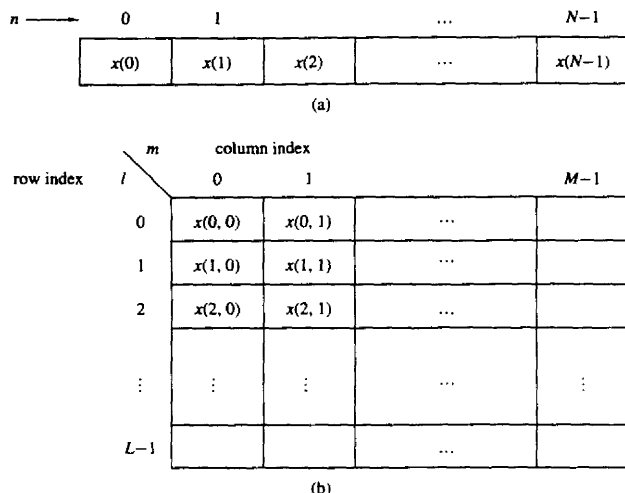 n 0 1 ⋯ N−1
x(0) x(1) x(2) ⋯ x(N−1)
(a)
m column index
row index l 0 1 M−1
0 x(0, 0) x(0, 1) ⋯
1 x(1, 0) x(1, 1) ⋯
2 x(2, 0) x(2, 1) ⋯
⋮ ⋮ ⋮ ⋯ ⋮
L−1 ⋯
(b)